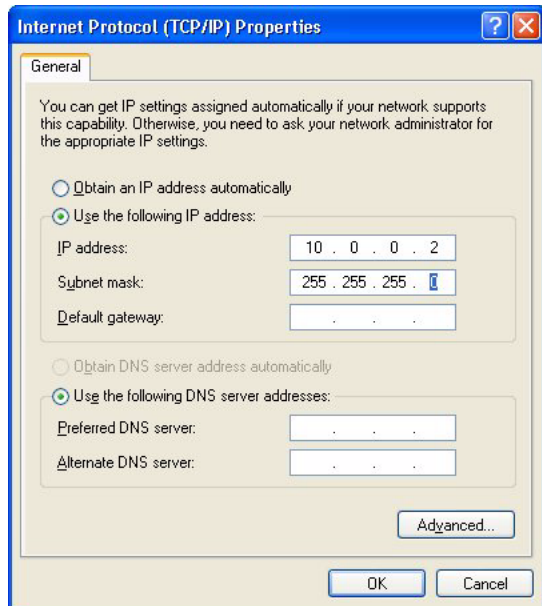 Internet Protocol (TCP/IP) Properties
General
You can get IP settings assigned automatically if your network supports
this capability. Otherwise, you need to ask your network administrator for
the appropriate IP settings.
Obtain an IP address automatically
Use the following IP address:
IP address: 10 . 0 . 0 . 2
Subnet mask: 255 . 255 . 255 . 0
Default gateway: . . .
Obtain DNS server address automatically
Use the following DNS server addresses:
Preferred DNS server: . . .
Alternate DNS server: . . .
Advanced...
OK Cancel